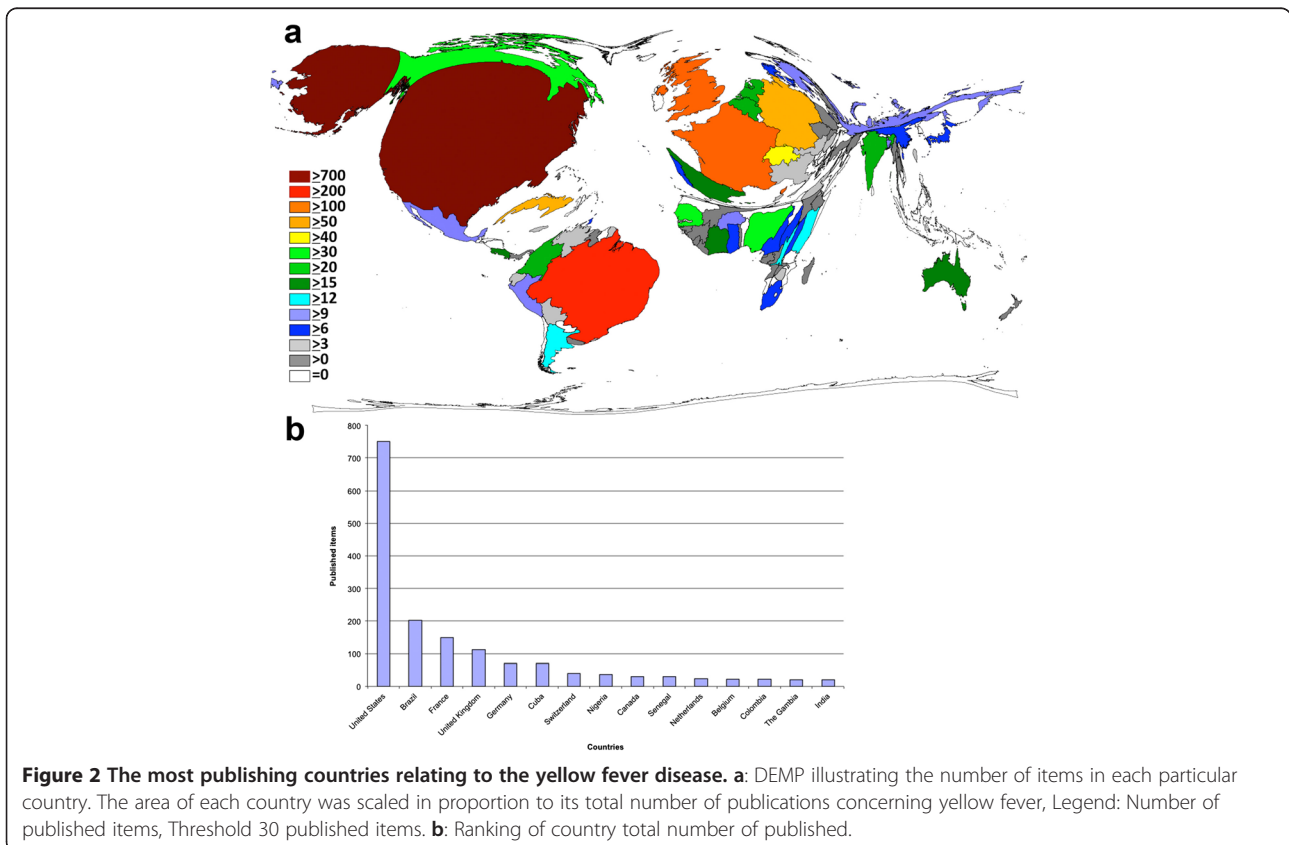 a
≥700
≥200
≥100
≥50
≥40
≥30
≥20
≥15
≥12
≥9
≥6
≥3
>0
=0
b
800
700
600
500
400
300
200
100
0
Published items
United States
Brazil
France
United Kingdom
Germany
Cuba
Switzerland
Nigeria
Canada
Senegal
Netherlands
Belgium
Colombia
The Gambia
India
Countries
Figure 2 The most publishing countries relating to the yellow fever disease. a: DEMP illustrating the number of items in each particular
country. The area of each country was scaled in proportion to its total number of publications concerning yellow fever, Legend: Number of
published items, Threshold 30 published items. b: Ranking of country total number of published.